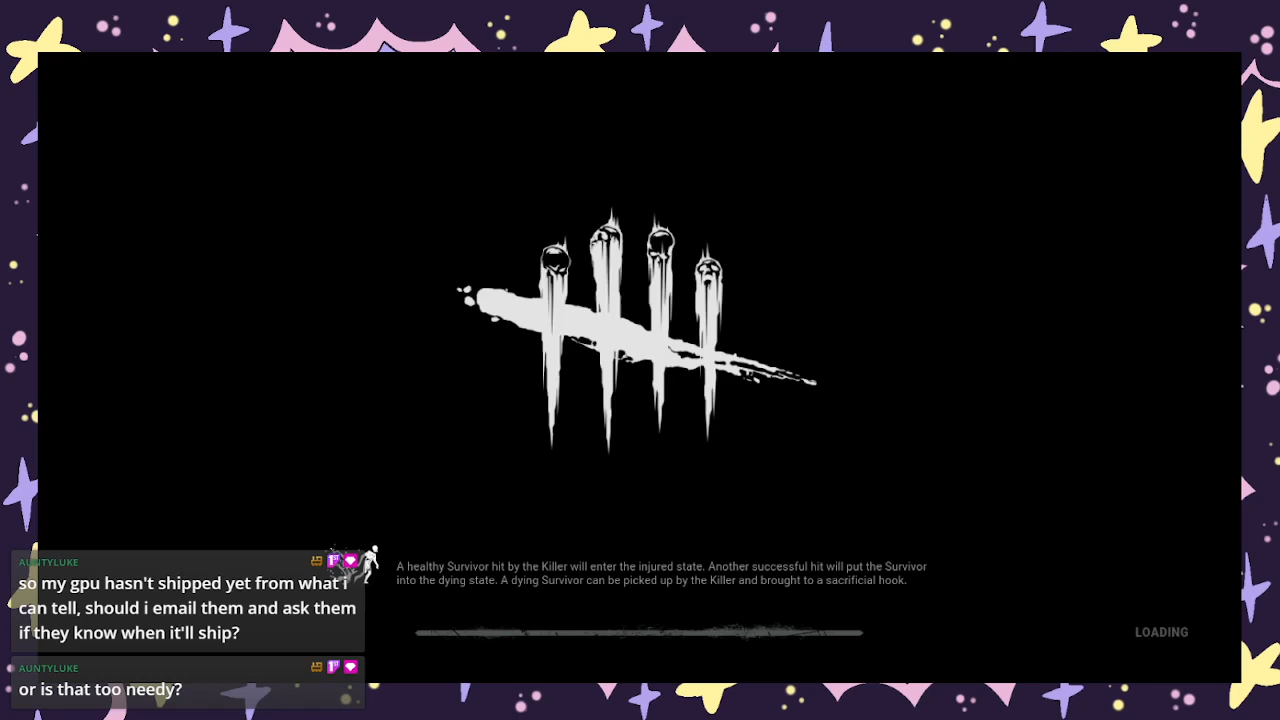 A healthy Survivor hit by the Killer will enter the injured state. Another successful hit will put the Survivor
into the dying state. A dying Survivor can be picked up by the Killer and brought to a sacrificial hook.
LOADING
AUNTYLUKE
so my gpu hasn't shipped yet from what i
can tell, should i email them and ask them
if they know when it'll ship?
AUNTYLUKE
or is that too needy?